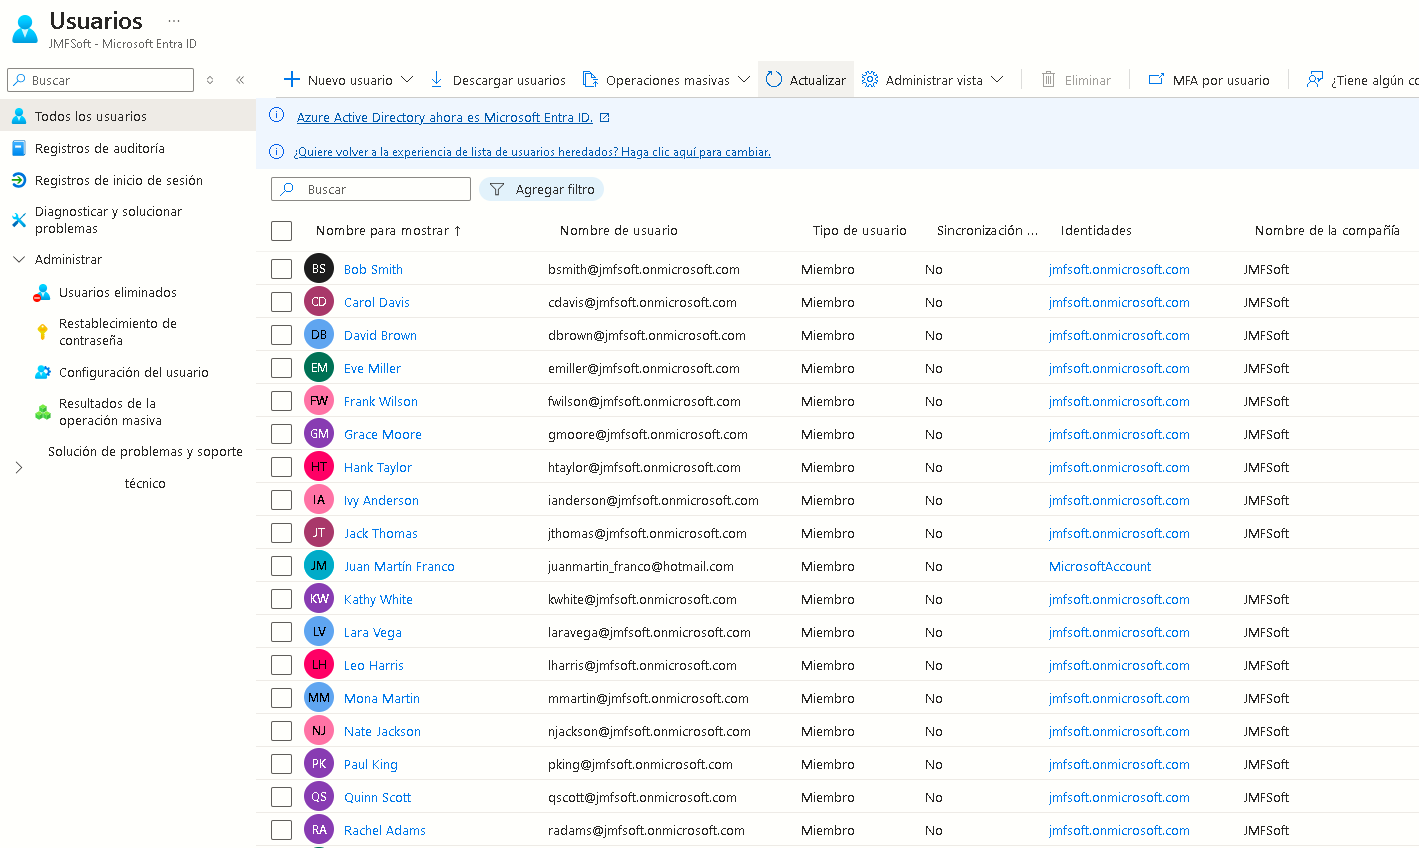 Usuarios ...
JMFSoft - Microsoft Entra ID
Buscar
Todos los usuarios
Registros de auditoría
Registros de inicio de sesión
Diagnosticar y solucionar
problemas
Administrar
Usuarios eliminados
Restablecimiento de
contraseña
Configuración del usuario
Resultados de la
operación masiva
Solución de problemas y soporte
técnico
Nuevo usuario Descargar usuarios Operaciones masivas Actualizar Administrar vista Eliminar MFA por usuario ¿Tiene algún co
Azure Active Directory ahora es Microsoft Entra ID.
¿Quiere volver a la experiencia de lista de usuarios heredados? Haga clic aquí para cambiar.
Buscar Agregar filtro
Nombre para mostrar ↑ Nombre de usuario Tipo de usuario Sincronización ... Identidades Nombre de la compañía
BS Bob Smith bsmith@jmfsoft.onmicrosoft.com Miembro No jmfsoft.onmicrosoft.com JMFSoft
CD Carol Davis cdavis@jmfsoft.onmicrosoft.com Miembro No jmfsoft.onmicrosoft.com JMFSoft
DB David Brown dbrown@jmfsoft.onmicrosoft.com Miembro No jmfsoft.onmicrosoft.com JMFSoft
EM Eve Miller emiller@jmfsoft.onmicrosoft.com Miembro No jmfsoft.onmicrosoft.com JMFSoft
FW Frank Wilson fwilson@jmfsoft.onmicrosoft.com Miembro No jmfsoft.onmicrosoft.com JMFSoft
GM Grace Moore gmoore@jmfsoft.onmicrosoft.com Miembro No jmfsoft.onmicrosoft.com JMFSoft
HT Hank Taylor htaylor@jmfsoft.onmicrosoft.com Miembro No jmfsoft.onmicrosoft.com JMFSoft
IA Ivy Anderson ianderson@jmfsoft.onmicrosoft.com Miembro No jmfsoft.onmicrosoft.com JMFSoft
JT Jack Thomas jthomas@jmfsoft.onmicrosoft.com Miembro No jmfsoft.onmicrosoft.com JMFSoft
JM Juan Martín Franco juanmartin_franco@hotmail.com Miembro No MicrosoftAccount
KW Kathy White kwhite@jmfsoft.onmicrosoft.com Miembro No jmfsoft.onmicrosoft.com JMFSoft
LV Lara Vega laravega@jmfsoft.onmicrosoft.com Miembro No jmfsoft.onmicrosoft.com JMFSoft
LH Leo Harris lharris@jmfsoft.onmicrosoft.com Miembro No jmfsoft.onmicrosoft.com JMFSoft
MM Mona Martin mmartin@jmfsoft.onmicrosoft.com Miembro No jmfsoft.onmicrosoft.com JMFSoft
NJ Nate Jackson njackson@jmfsoft.onmicrosoft.com Miembro No jmfsoft.onmicrosoft.com JMFSoft
PK Paul King pking@jmfsoft.onmicrosoft.com Miembro No jmfsoft.onmicrosoft.com JMFSoft
QS Quinn Scott qscott@jmfsoft.onmicrosoft.com Miembro No jmfsoft.onmicrosoft.com JMFSoft
RA Rachel Adams radams@jmfsoft.onmicrosoft.com Miembro No jmfsoft.onmicrosoft.com JMFSoft